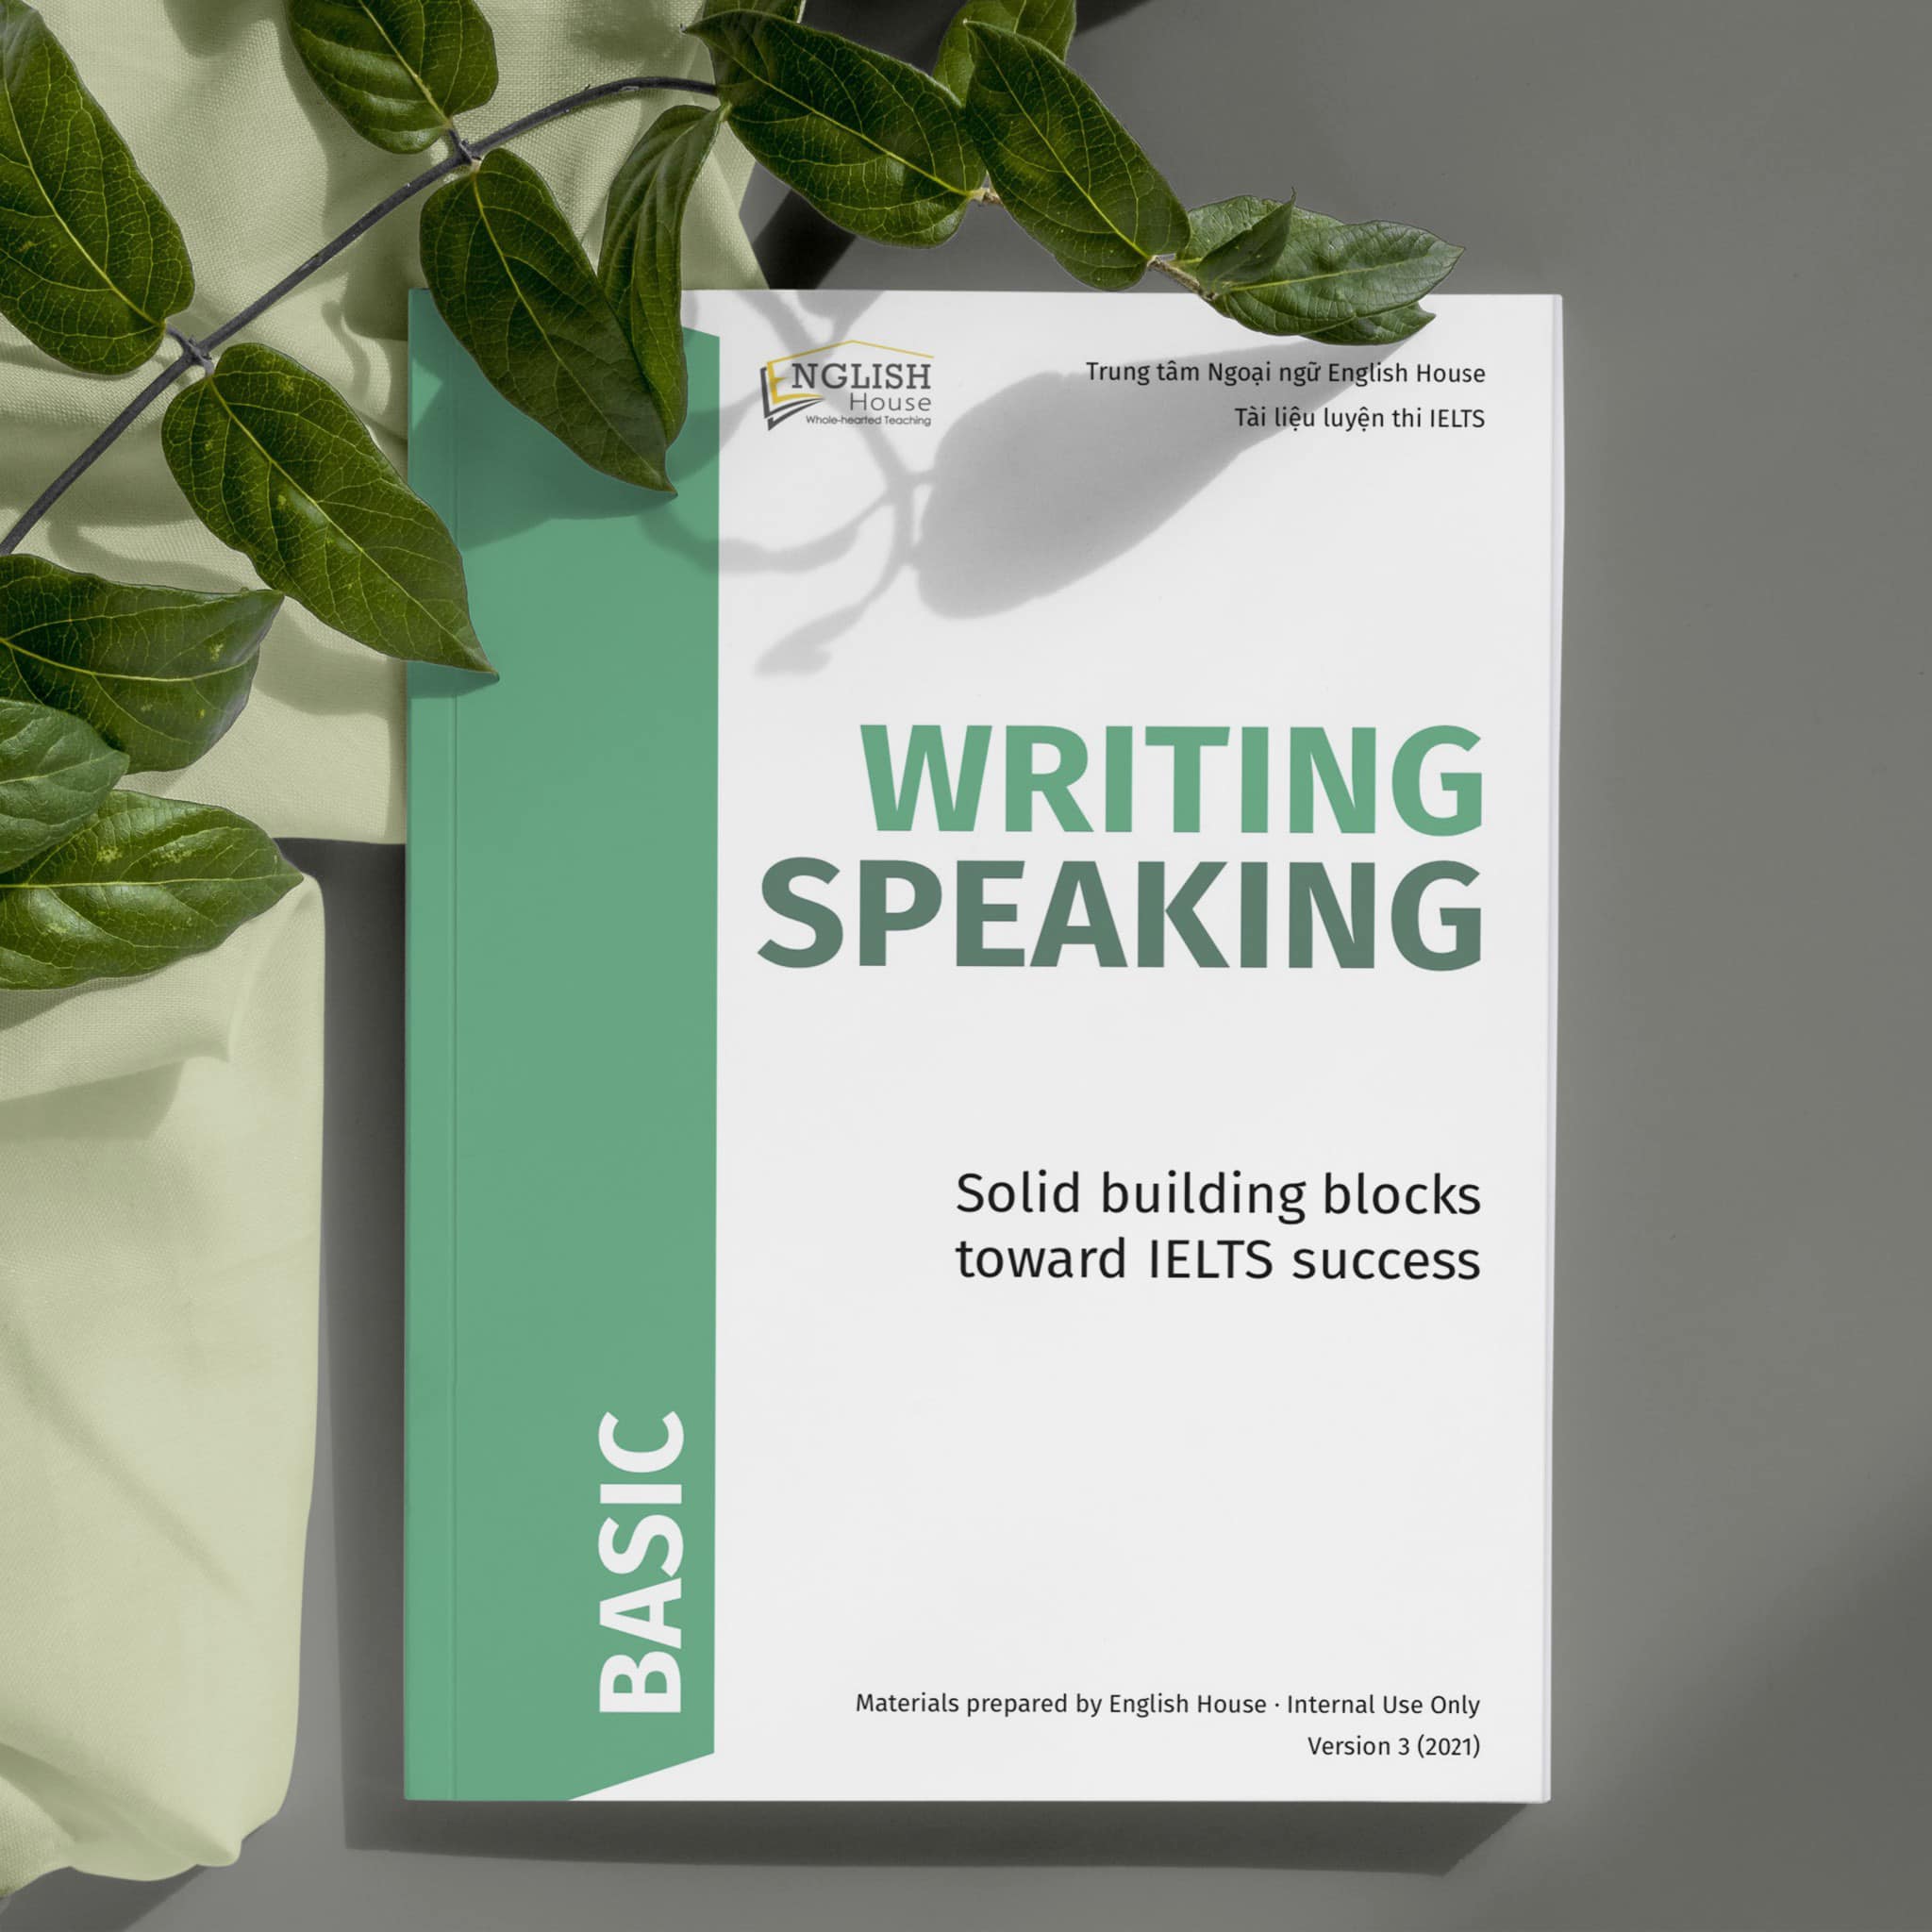 ENGLISH
House
Whole-hearted Teaching
Trung tâm Ngoại ngữ English House
Tài liệu luyện thi IELTS
WRITING
SPEAKING
Solid building blocks
toward IELTS success
BASIC
Materials prepared by English House · Internal Use Only
Version 3 (2021)